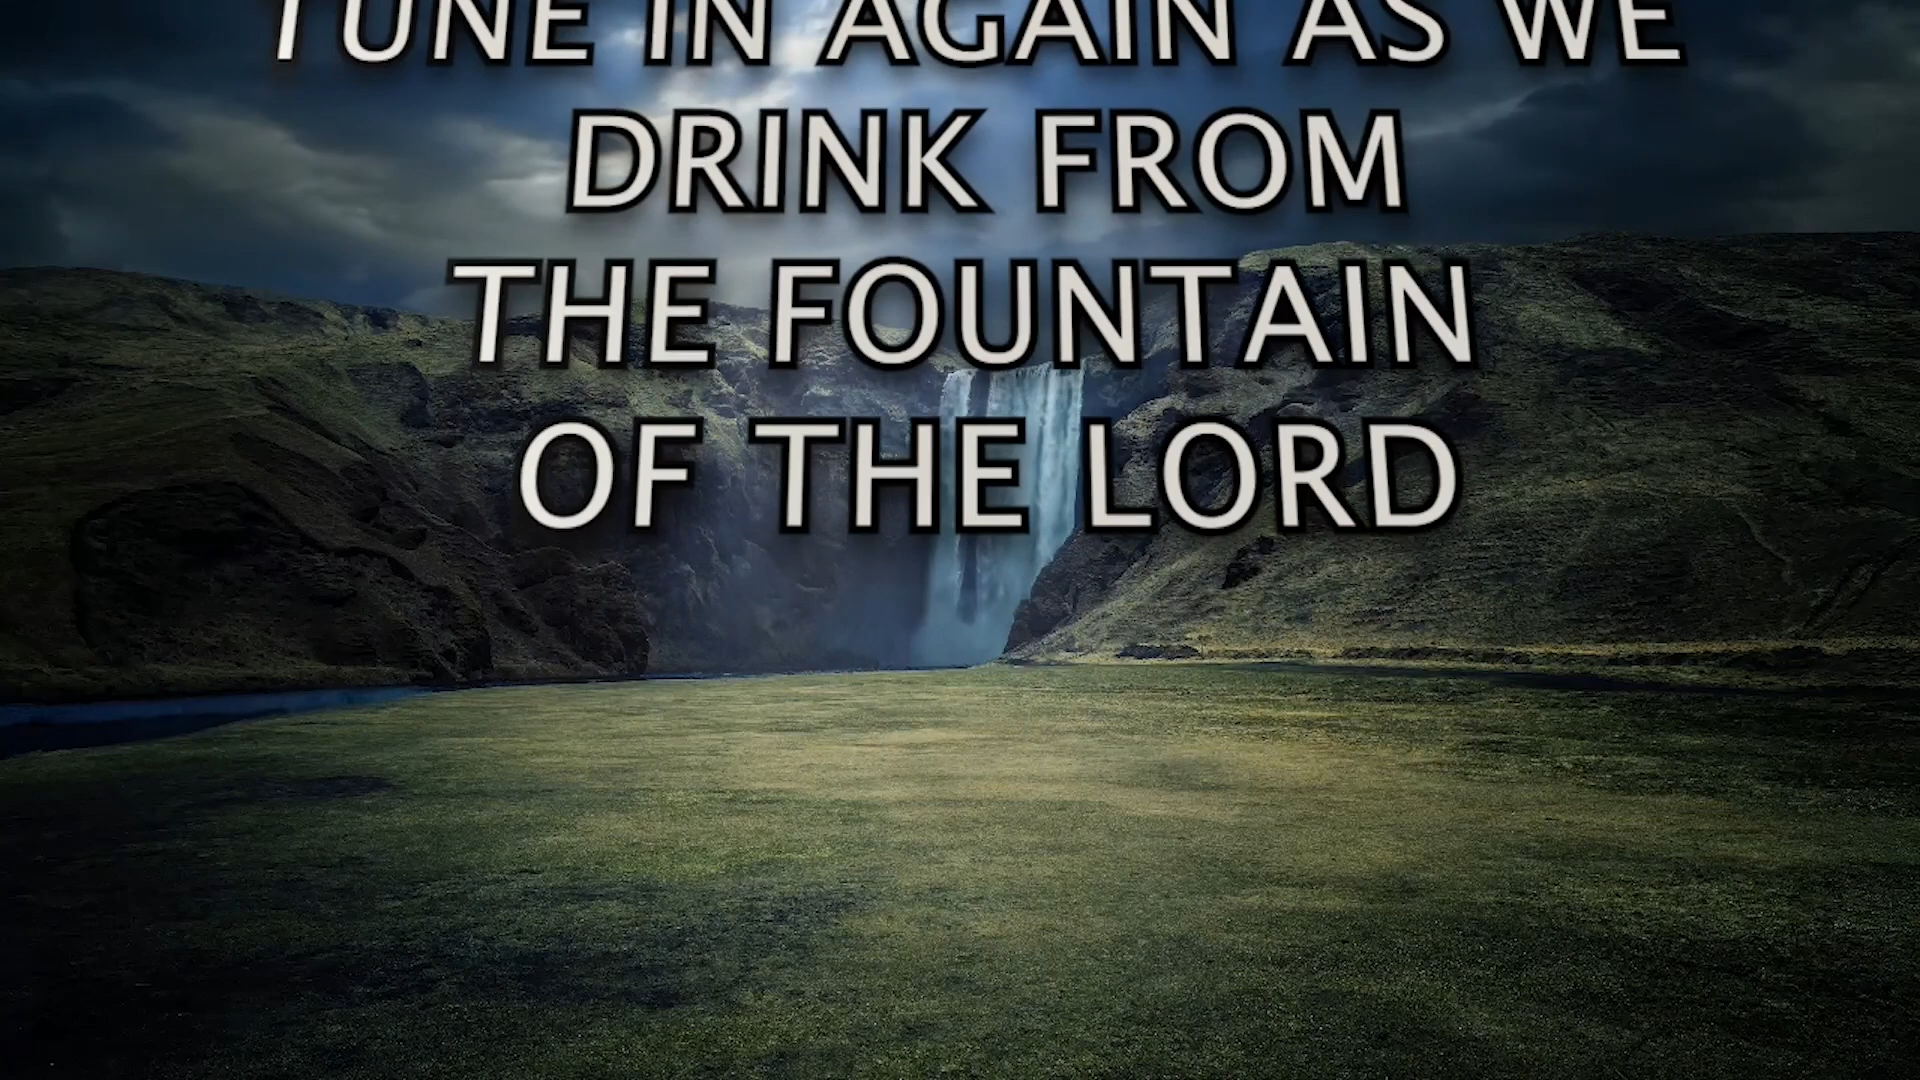 TUNE IN AGAIN AS WE
DRINK FROM
THE FOUNTAIN
OF THE LORD